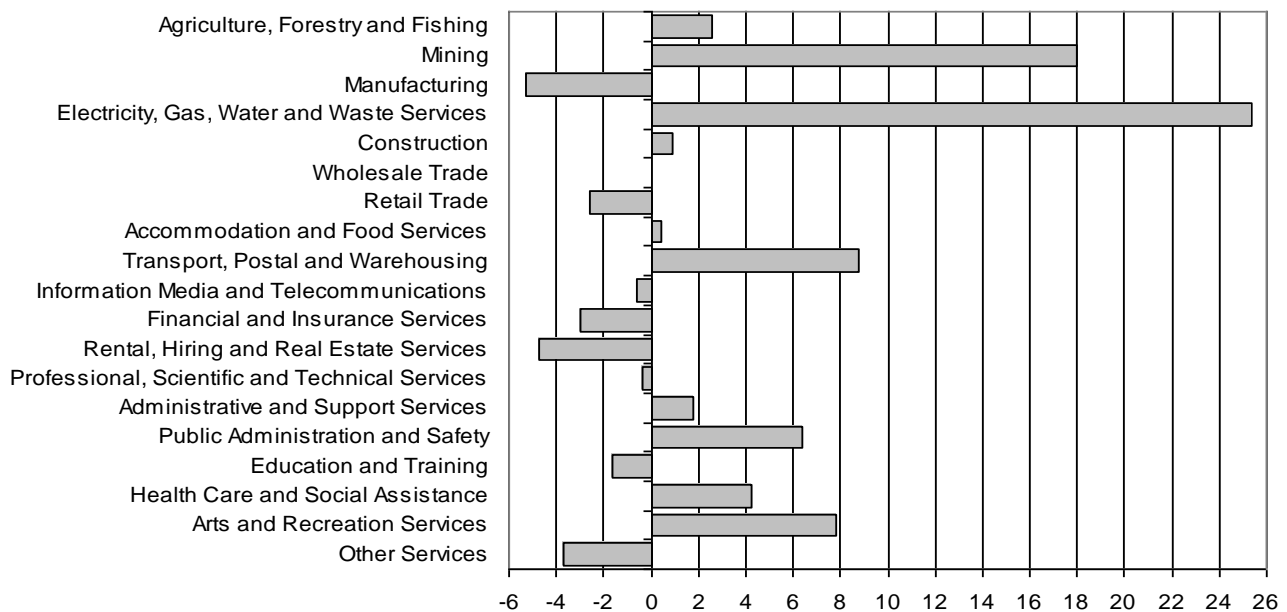 Agriculture, Forestry and Fishing
Mining
Manufacturing
Electricity, Gas, Water and Waste Services
Construction
Wholesale Trade
Retail Trade
Accommodation and Food Services
Transport, Postal and Warehousing
Information Media and Telecommunications
Financial and Insurance Services
Rental, Hiring and Real Estate Services
Professional, Scientific and Technical Services
Administrative and Support Services
Public Administration and Safety
Education and Training
Health Care and Social Assistance
Arts and Recreation Services
Other Services
-6 -4 -2 0 2 4 6 8 10 12 14 16 18 20 22 24 26